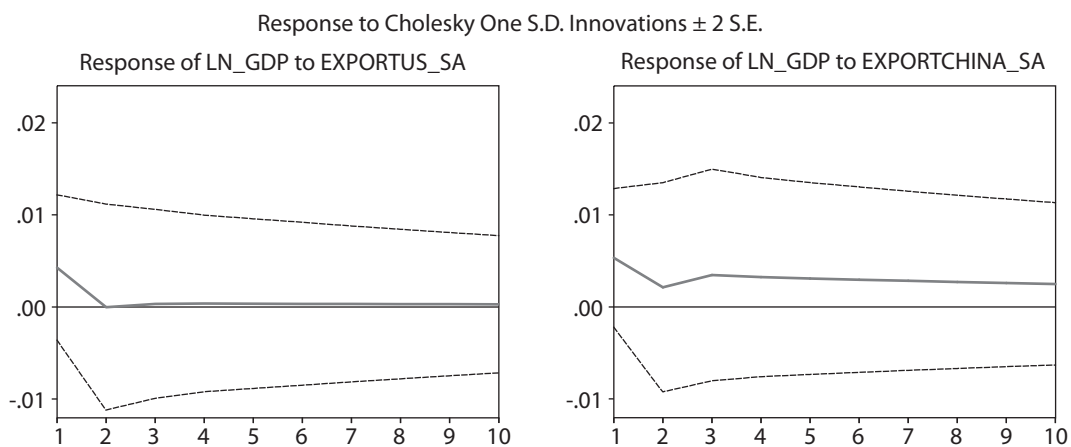 Response to Cholesky One S.D. Innovations ± 2 S.E.
Response of LN_GDP to EXPORTUS_SA
.02
.01
.00
-.01
1 2 3 4 5 6 7 8 9 10
Response of LN_GDP to EXPORTCHINA_SA
.02
.01
.00
-.01
1 2 3 4 5 6 7 8 9 10